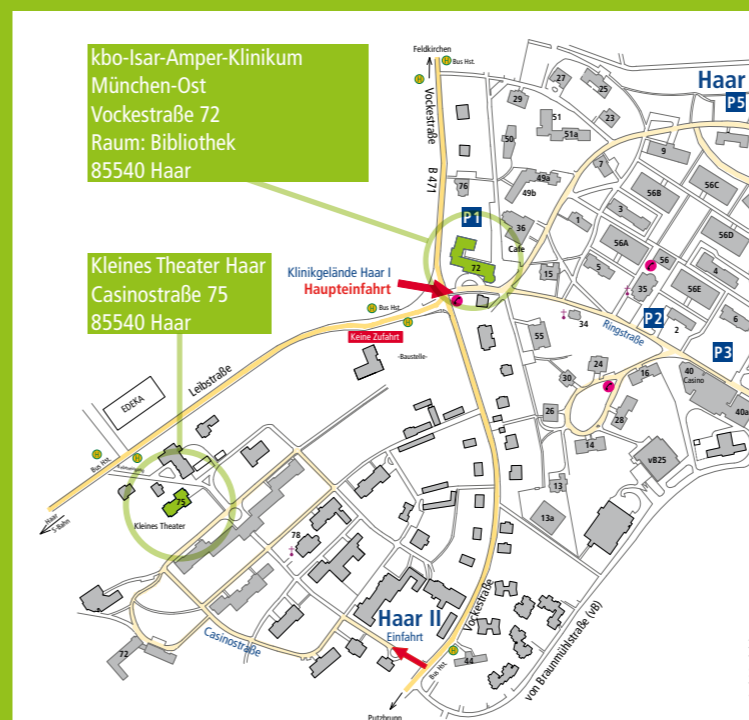 kbo-Isar-Amper-Klinikum
München-Ost
Vockestraße 72
Raum: Bibliothek
85540 Haar
Kleines Theater Haar
Casinostraße 75
85540 Haar
Feldkirchen
Bus Hst.
Vockestraße
B 471
Haar
P5
27
25
29
51
51a
23
50
9
7
49a
49b
76
56B
56C
P1
36
Cafe
1
3
56A
56D
72
15
5
56
4
35
56E
Klinikgelände Haar I
Haupteinfahrt
Bus Hst.
Keine Zufahrt
-Baustelle-
34
Ringstraße
P2
2
6
P3
55
24
30
16
40
Casino
40a
26
28
14
vB25
13
13a
Leibstraße
EDEKA
Bus Hst.
75
Kleines Theater
Haar
S-Bahn
78
Casinostraße
72
Haar II
Einfahrt
Vockestraße
Bus Hst.
44
von Braunmühlstraße (vB)
Putzbrunn